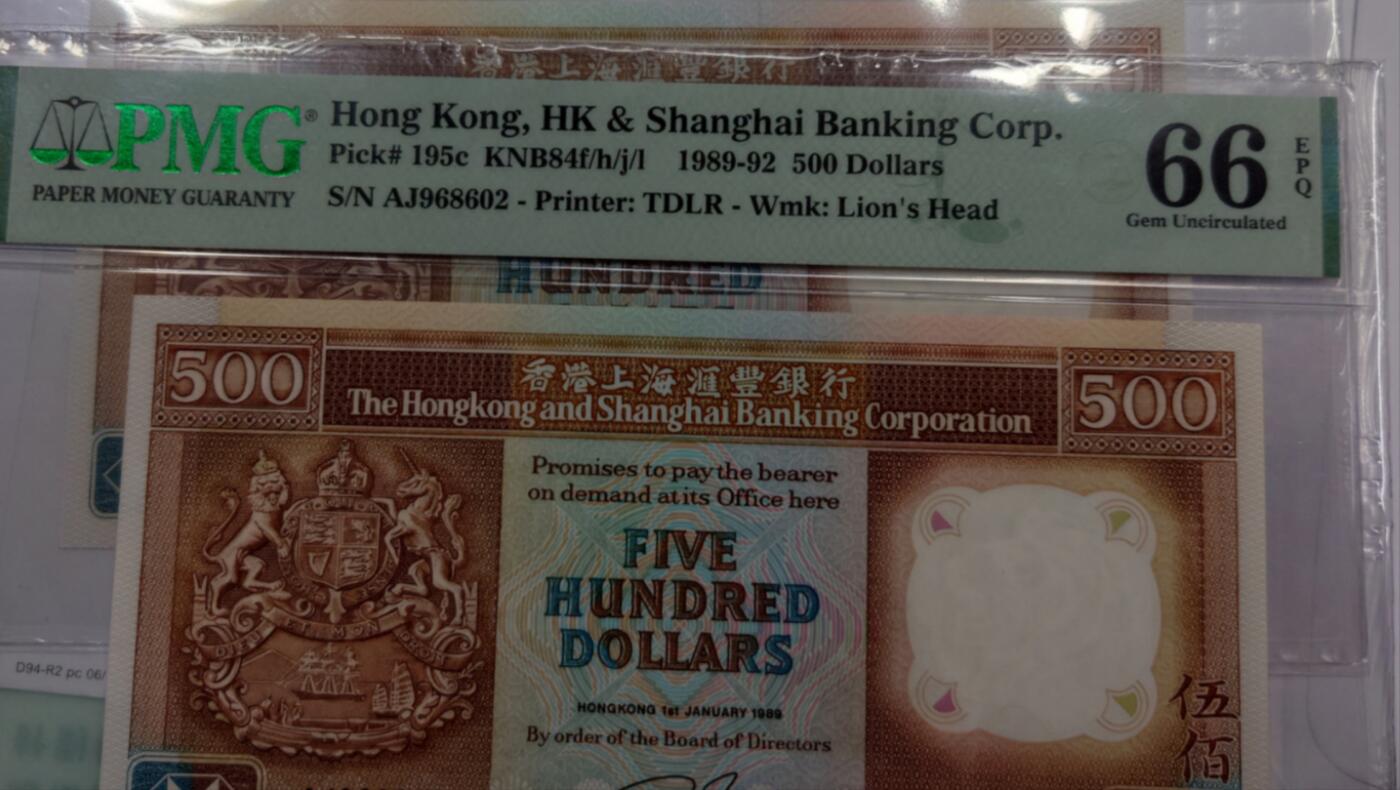 香港上海滙豐銀行
PMG®
PAPER MONEY GUARANTY
Hong Kong, HK & Shanghai Banking Corp.
Pick# 195c KNB84f/h/j/l 1989-92 500 Dollars
S/N AJ968602 - Printer: TDLR - Wmk: Lion's Head
66
EPQ
Gem Uncirculated
HUNDRED
500
香港上海滙豐銀行
500
The Hongkong and Shanghai Banking Corporation
Promises to pay the bearer
on demand at its Office here
FIVE
HUNDRED
DOLLARS
HONGKONG 1st JANUARY 1989
By order of the Board of Directors
伍
佰
D94-R2 pc 06/